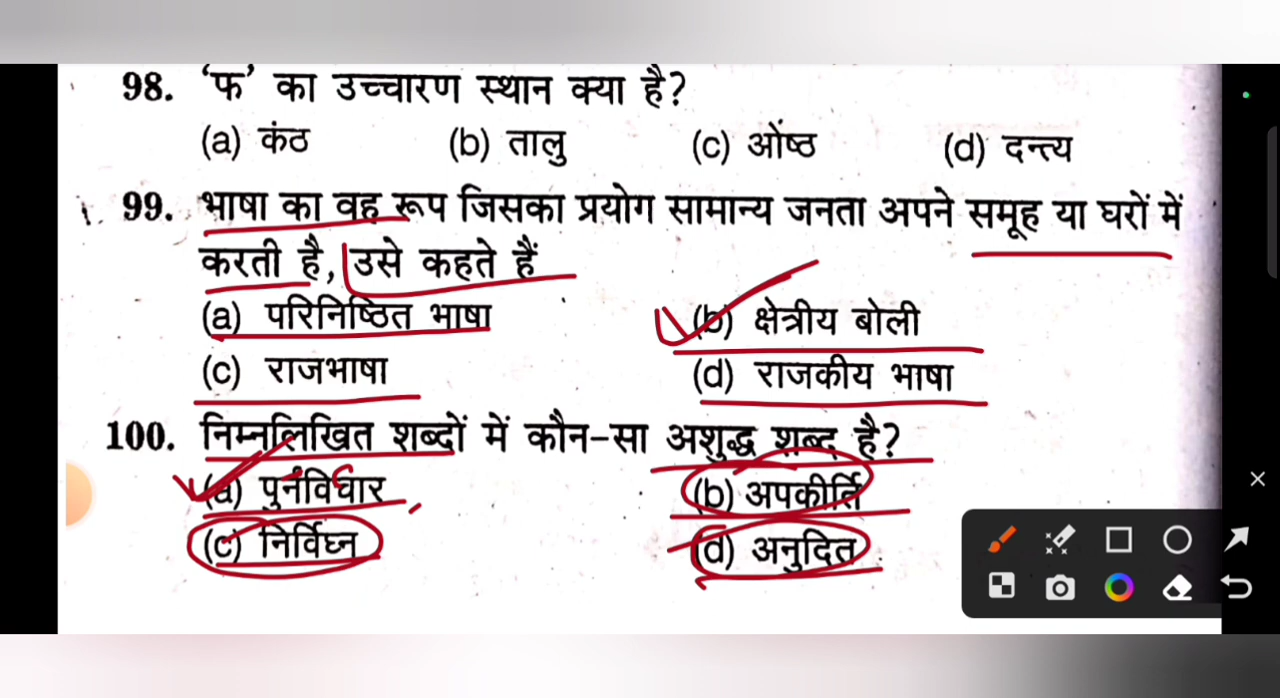 98. ‘फ’ का उच्चारण स्थान क्या है?
(a) कंठ (b) तालु (c) ओंष्ठ (d) दन्त्य
99. भाषा का वह रूप जिसका प्रयोग सामान्य जनता अपने समूह या घरों में
करती है, उसे कहते हैं
(a) परिनिष्ठित भाषा (b) क्षेत्रीय बोली
(c) राजभाषा (d) राजकीय भाषा
100. निम्नलिखित शब्दों में कौन-सा अशुद्ध शब्द है?
(a) पुर्नविचार (b) अपकीर्ति
(c) निर्विघ्न (d) अनुदित